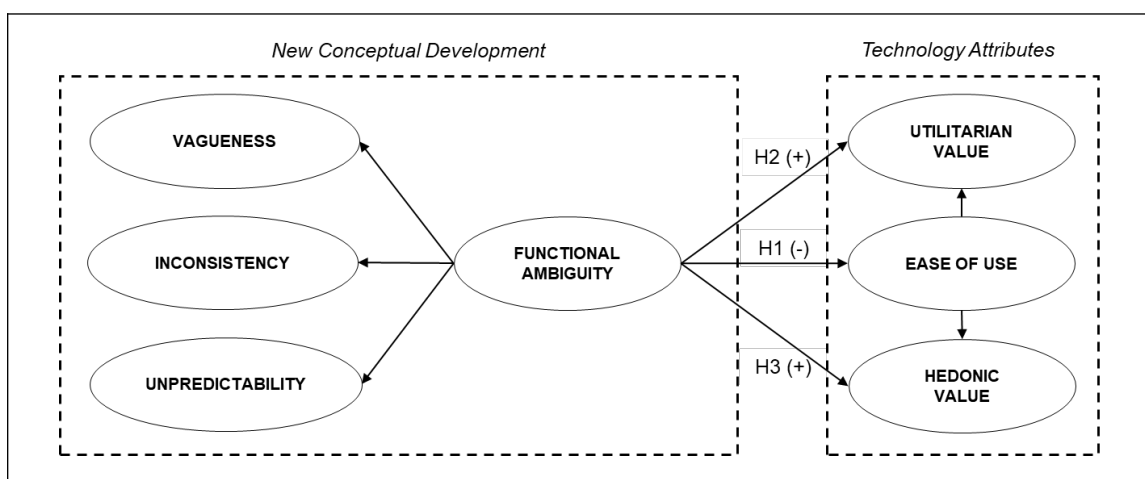 New Conceptual Development
Technology Attributes
VAGUENESS
INCONSISTENCY
UNPREDICTABILITY
FUNCTIONAL
AMBIGUITY
H2 (+)
H1 (-)
H3 (+)
UTILITARIAN
VALUE
EASE OF USE
HEDONIC
VALUE